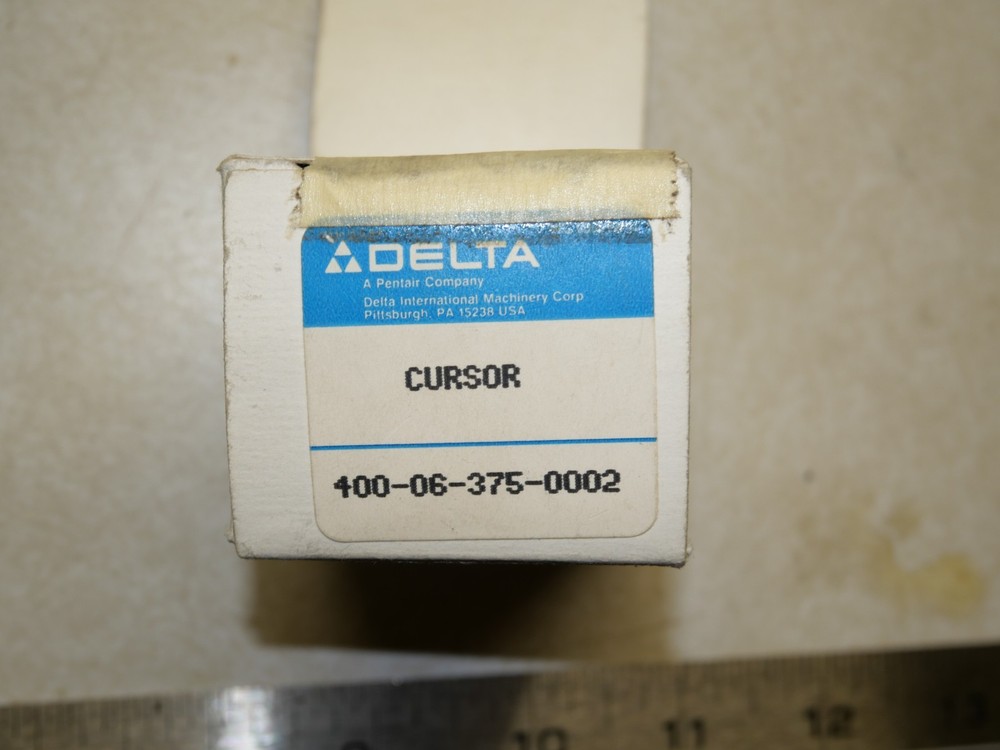 DELTA
A Pentair Company
Delta International Machinery Corp
Pittsburgh, PA 15238 USA
CURSOR
400-06-375-0002
10 11 12